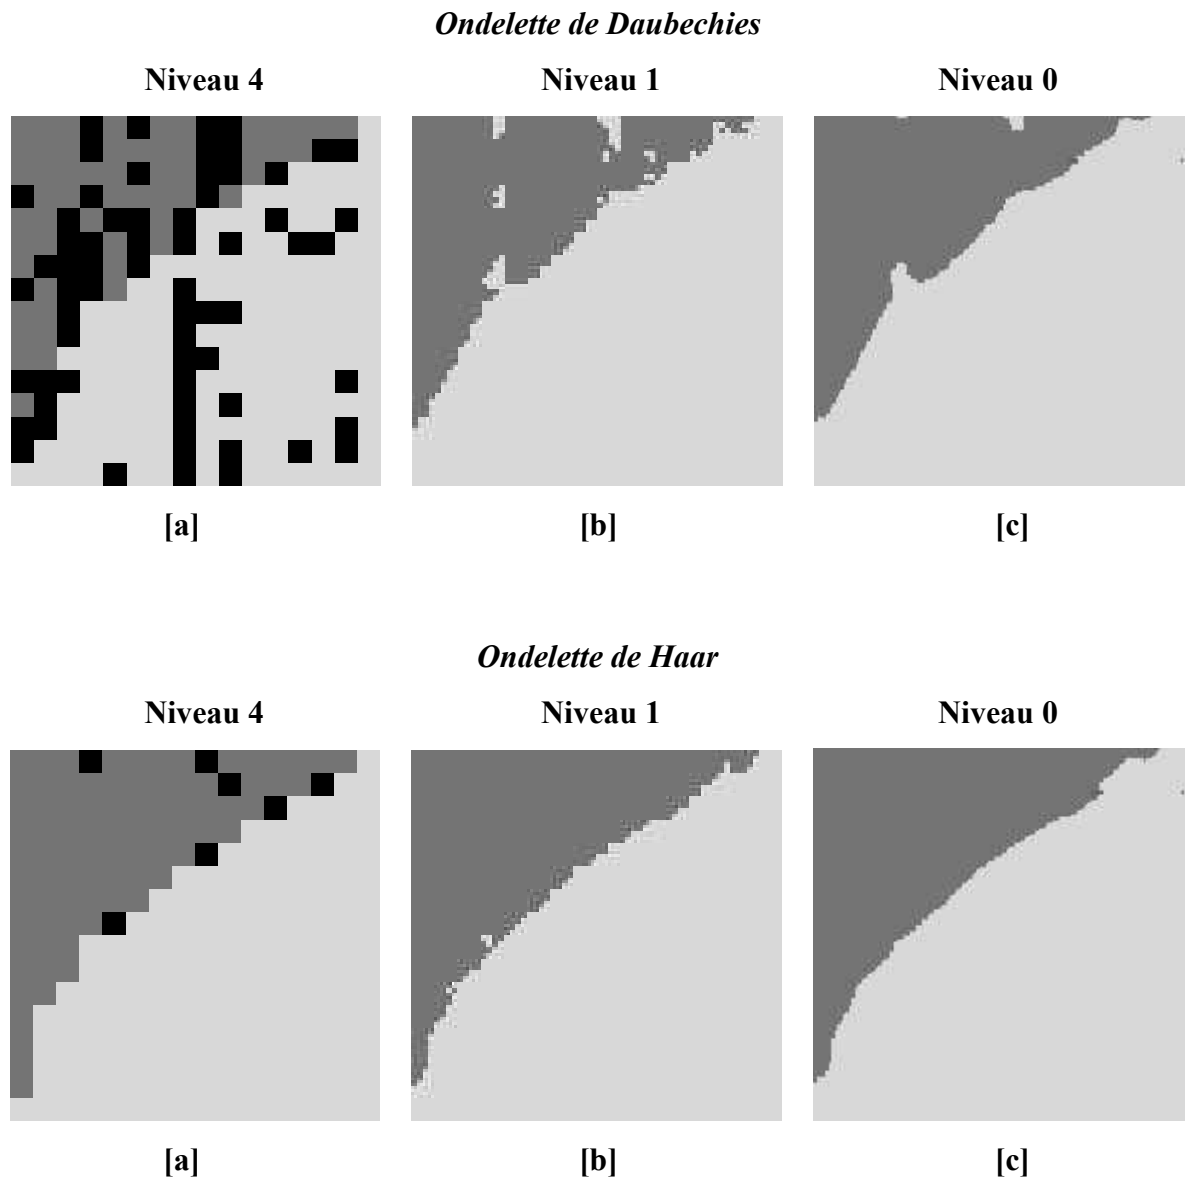 Ondelette de Daubechies
Niveau 4 Niveau 1 Niveau 0
[a] [b] [c]
Ondelette de Haar
Niveau 4 Niveau 1 Niveau 0
[a] [b] [c]